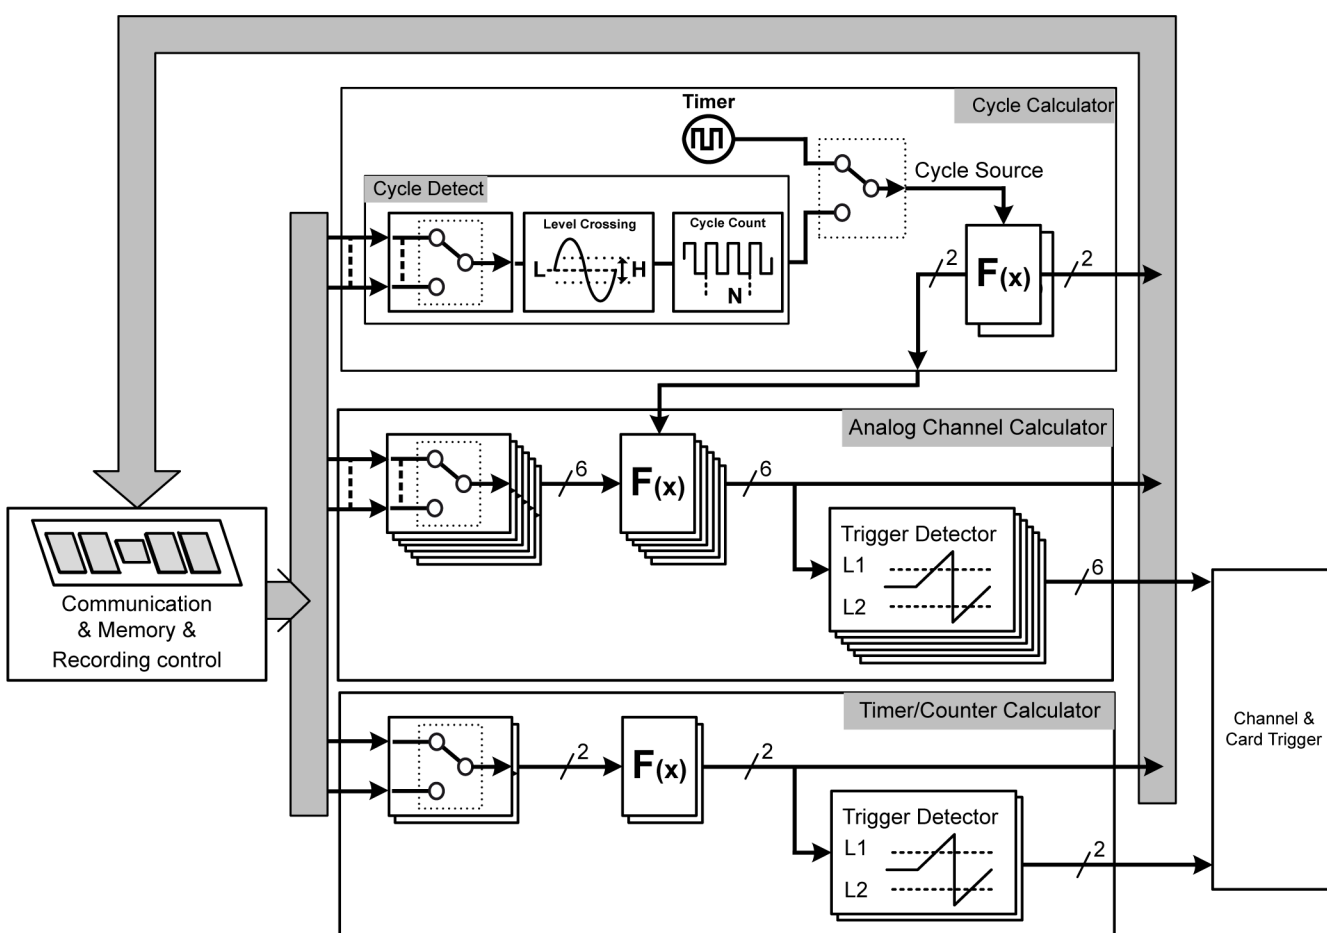 Timer
Cycle Calculator
Cycle Source
Cycle Detect
Level Crossing
L
H
Cycle Count
N
F(x)
2
2
Analog Channel Calculator
6
F(x)
6
Trigger Detector
L1
L2
6
Communication
& Memory &
Recording control
Timer/Counter Calculator
2
F(x)
2
Trigger Detector
L1
L2
2
Channel &
Card Trigger